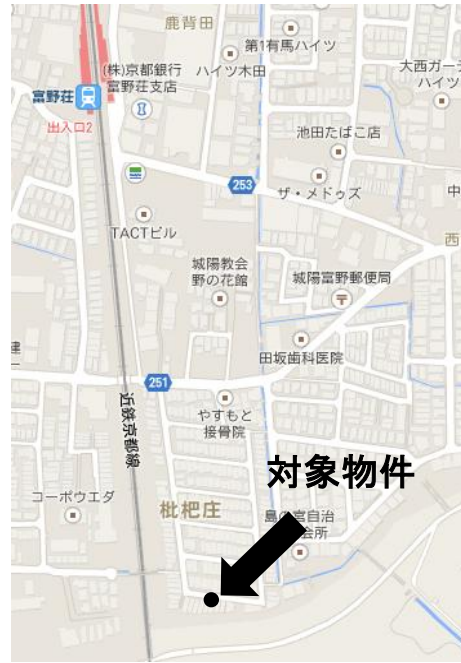 鹿背田
第1有馬ハイツ
(株)京都銀行
富野荘支店
ハイツ木田
大西ガーデ
ハイツ
富野荘
出入口2
池田たばこ店
253
ザ・メドゥズ
中
TACTビル
西
城陽教会
野の花館
城陽富野郵便局
田坂歯科医院
251
やすもと
接骨院
近鉄京都線
対象物件
コーポウエダ
枇杷庄
島の宮自治
会所